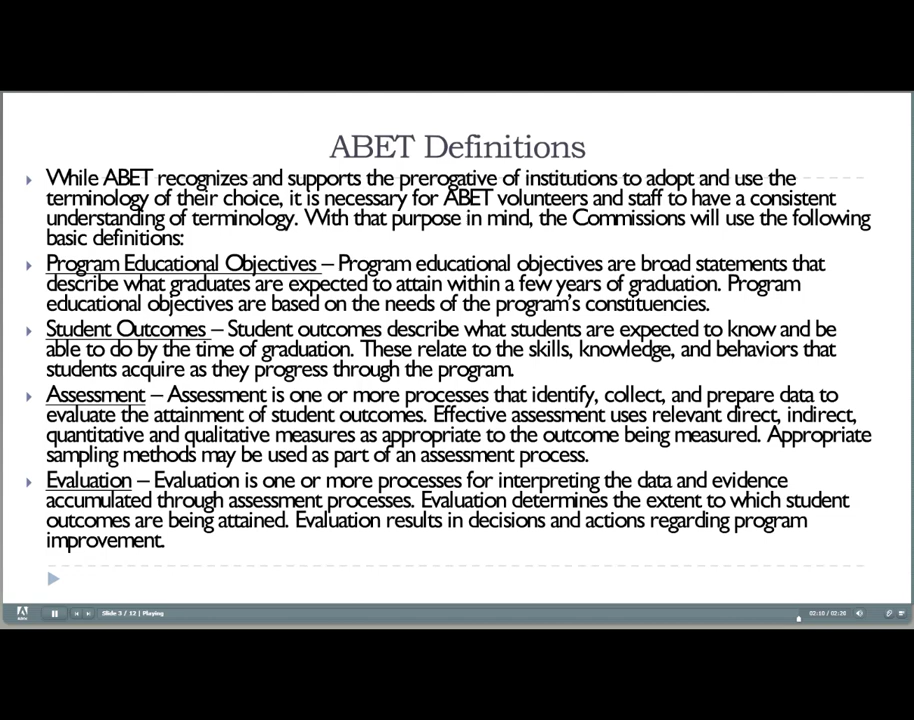 ABET Definitions
While ABET recognizes and supports the prerogative of institutions to adopt and use the
terminology of their choice, it is necessary for ABET volunteers and staff to have a consistent
understanding of terminology. With that purpose in mind, the Commissions will use the following
basic definitions:
Program Educational Objectives – Program educational objectives are broad statements that
describe what graduates are expected to attain within a few years of graduation. Program
educational objectives are based on the needs of the program's constituencies.
Student Outcomes – Student outcomes describe what students are expected to know and be
able to do by the time of graduation. These relate to the skills, knowledge, and behaviors that
students acquire as they progress through the program.
Assessment – Assessment is one or more processes that identify, collect, and prepare data to
evaluate the attainment of student outcomes. Effective assessment uses relevant direct, indirect,
quantitative and qualitative measures as appropriate to the outcome being measured. Appropriate
sampling methods may be used as part of an assessment process.
Evaluation – Evaluation is one or more processes for interpreting the data and evidence
accumulated through assessment processes. Evaluation determines the extent to which student
outcomes are being attained. Evaluation results in decisions and actions regarding program
improvement.
Slide 3 / 12 | Playing